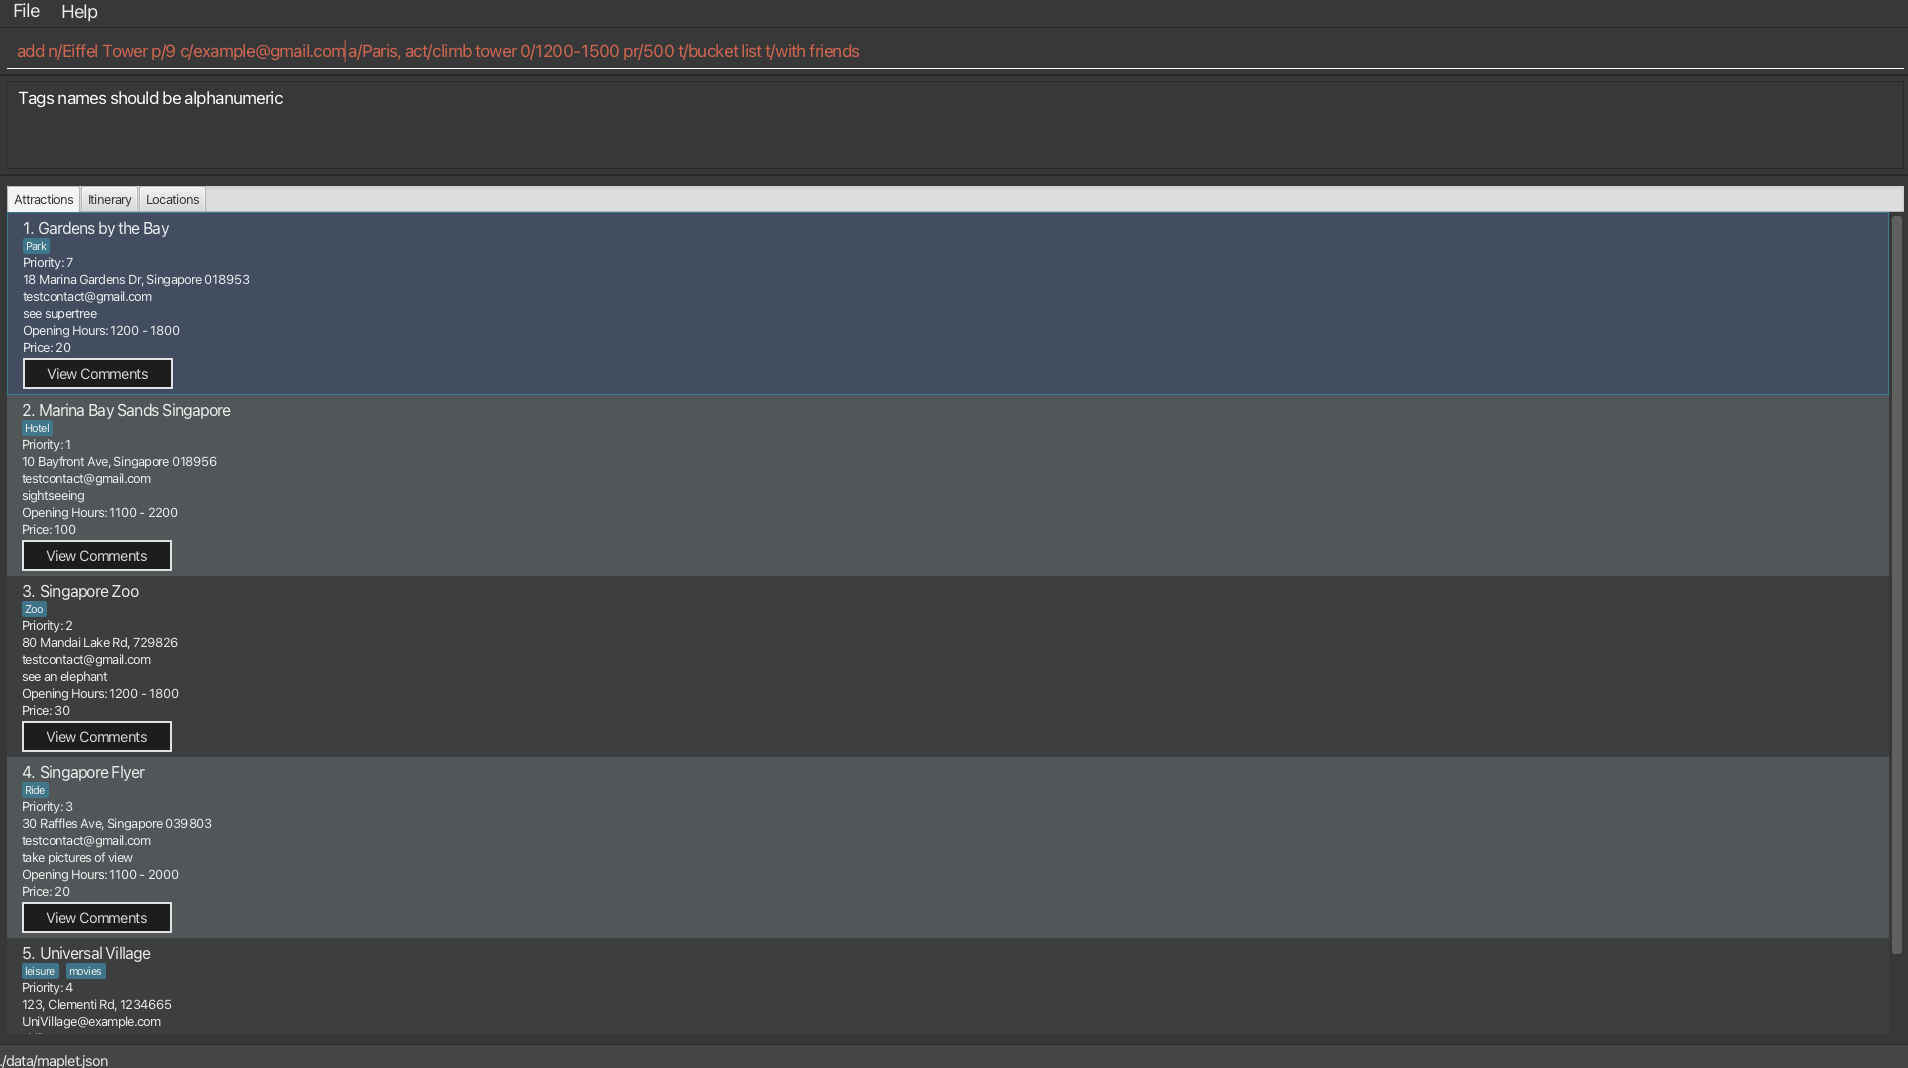 File Help
add n/Eiffel Tower p/9 c/example@gmail.com a/Paris, act/climb tower 0/1200-1500 pr/500 t/bucket list t/with friends
Tags names should be alphanumeric
Attractions Itinerary Locations
1. Gardens by the Bay
Park
Priority: 7
18 Marina Gardens Dr, Singapore 018953
testcontact@gmail.com
see supertree
Opening Hours: 1200 - 1800
Price: 20
View Comments
2. Marina Bay Sands Singapore
Hotel
Priority: 1
10 Bayfront Ave, Singapore 018956
testcontact@gmail.com
sightseeing
Opening Hours: 1100 - 2200
Price: 100
View Comments
3. Singapore Zoo
Zoo
Priority: 2
80 Mandai Lake Rd, 729826
testcontact@gmail.com
see an elephant
Opening Hours: 1200 - 1800
Price: 30
View Comments
4. Singapore Flyer
Ride
Priority: 3
30 Raffles Ave, Singapore 039803
testcontact@gmail.com
take pictures of view
Opening Hours: 1100 - 2000
Price: 20
View Comments
5. Universal Village
leisure movies
Priority: 4
123, Clementi Rd, 1234665
UniVillage@example.com
./data/maplet.json